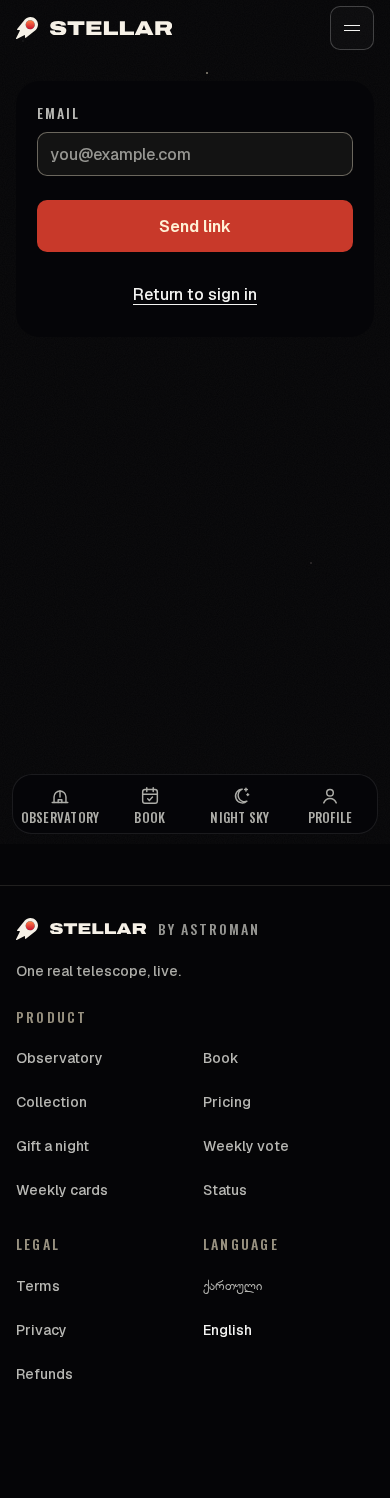 STELLAR
EMAIL
you@example.com
Send link
Return to sign in
OBSERVATORY BOOK NIGHT SKY PROFILE
STELLAR BY ASTROMAN
One real telescope, live.
PRODUCT
Observatory Book
Collection Pricing
Gift a night Weekly vote
Weekly cards Status
LEGAL LANGUAGE
Terms ქართული
Privacy English
Refunds